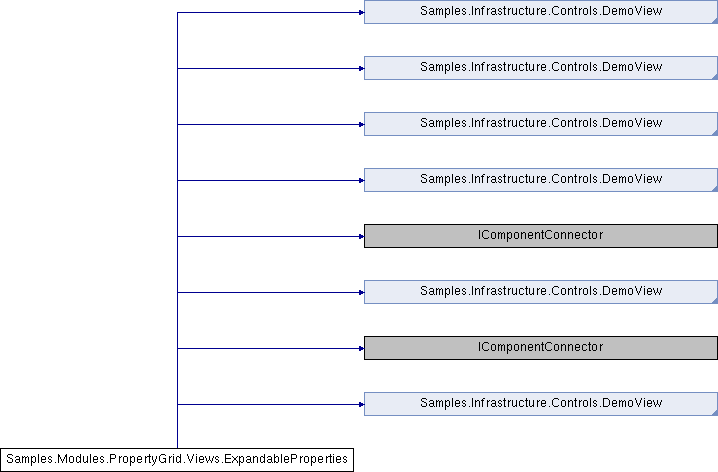 Samples.Infrastructure.Controls.DemoView
Samples.Infrastructure.Controls.DemoView
Samples.Infrastructure.Controls.DemoView
Samples.Infrastructure.Controls.DemoView
IComponentConnector
Samples.Infrastructure.Controls.DemoView
IComponentConnector
Samples.Infrastructure.Controls.DemoView
Samples.Modules.PropertyGrid.Views.ExpandableProperties